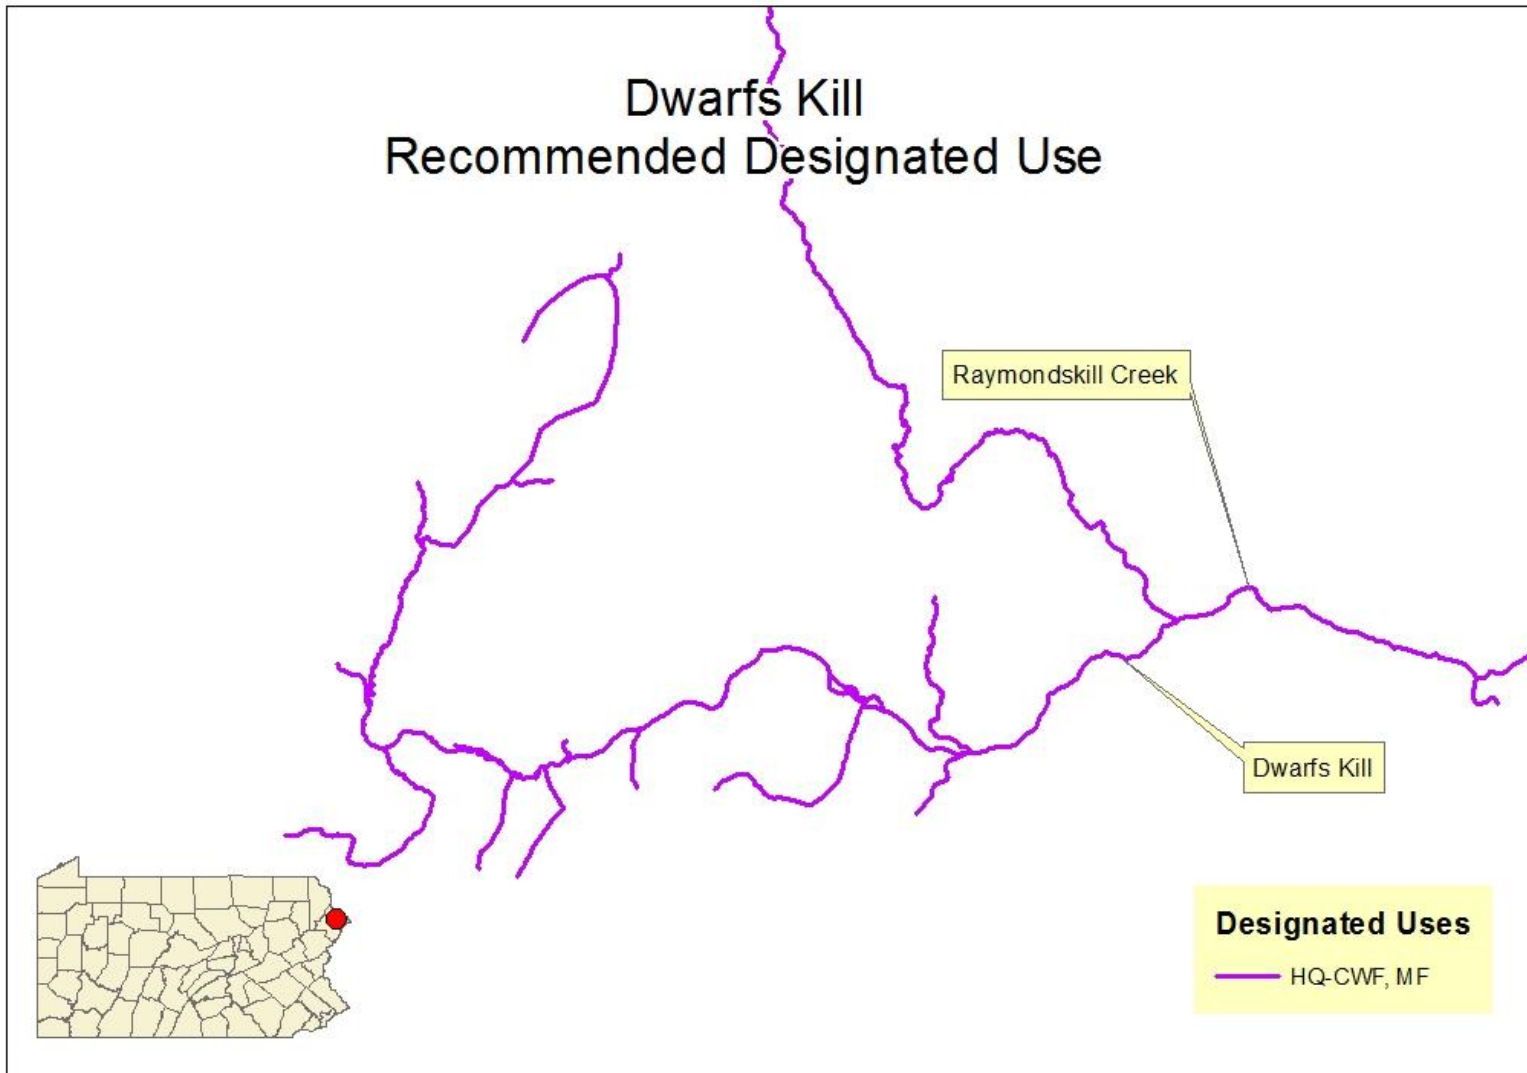 Dwarfs Kill
Recommended Designated Use
Raymondskill Creek
Dwarfs Kill
Designated Uses
HQ-CWF, MF